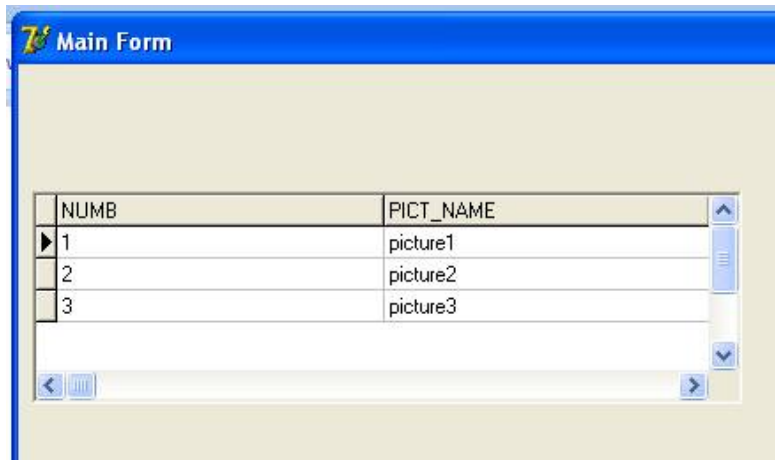 Main Form
NUMB PICT_NAME
1 picture1
2 picture2
3 picture3